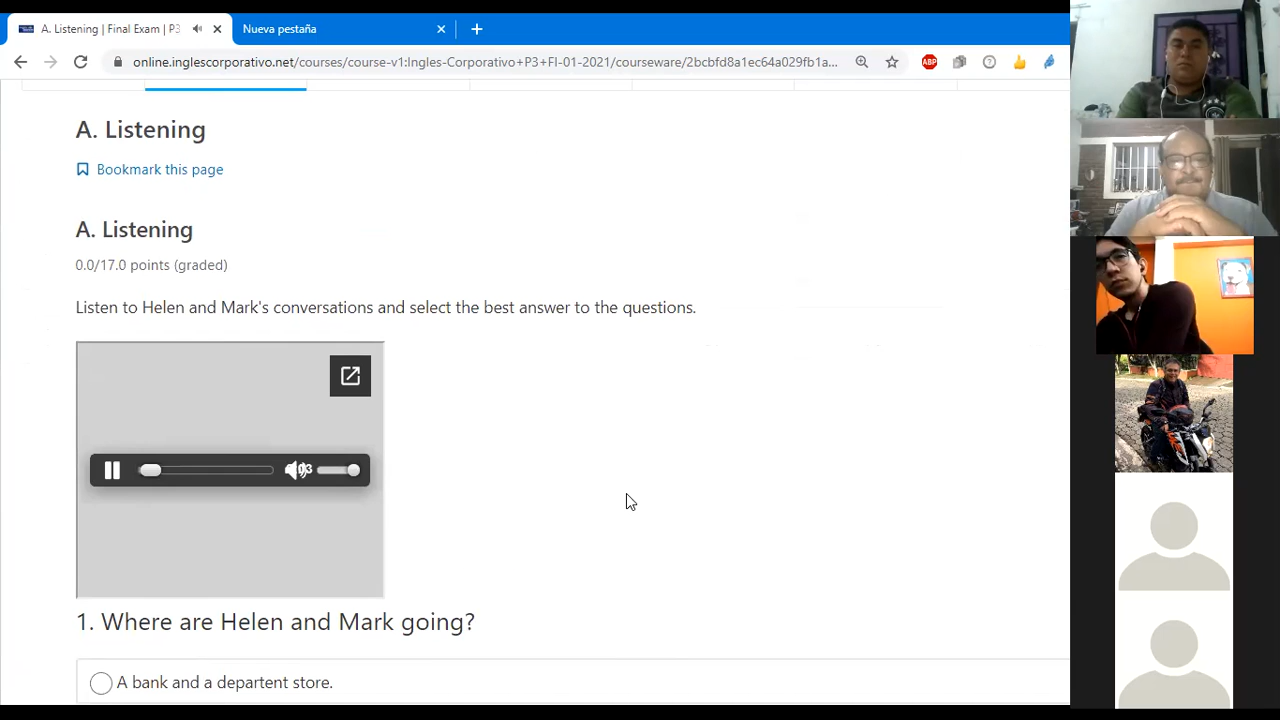 A. Listening | Final Exam | P3
Nueva pestaña
online.inglescorporativo.net/courses/course-v1:Ingles-Corporativo+P3+FI-01-2021/courseware/2bcbfd8a1ec64a029fb1a...
ABP
A. Listening
Bookmark this page
A. Listening
0.0/17.0 points (graded)
Listen to Helen and Mark's conversations and select the best answer to the questions.
1. Where are Helen and Mark going?
A bank and a departent store.